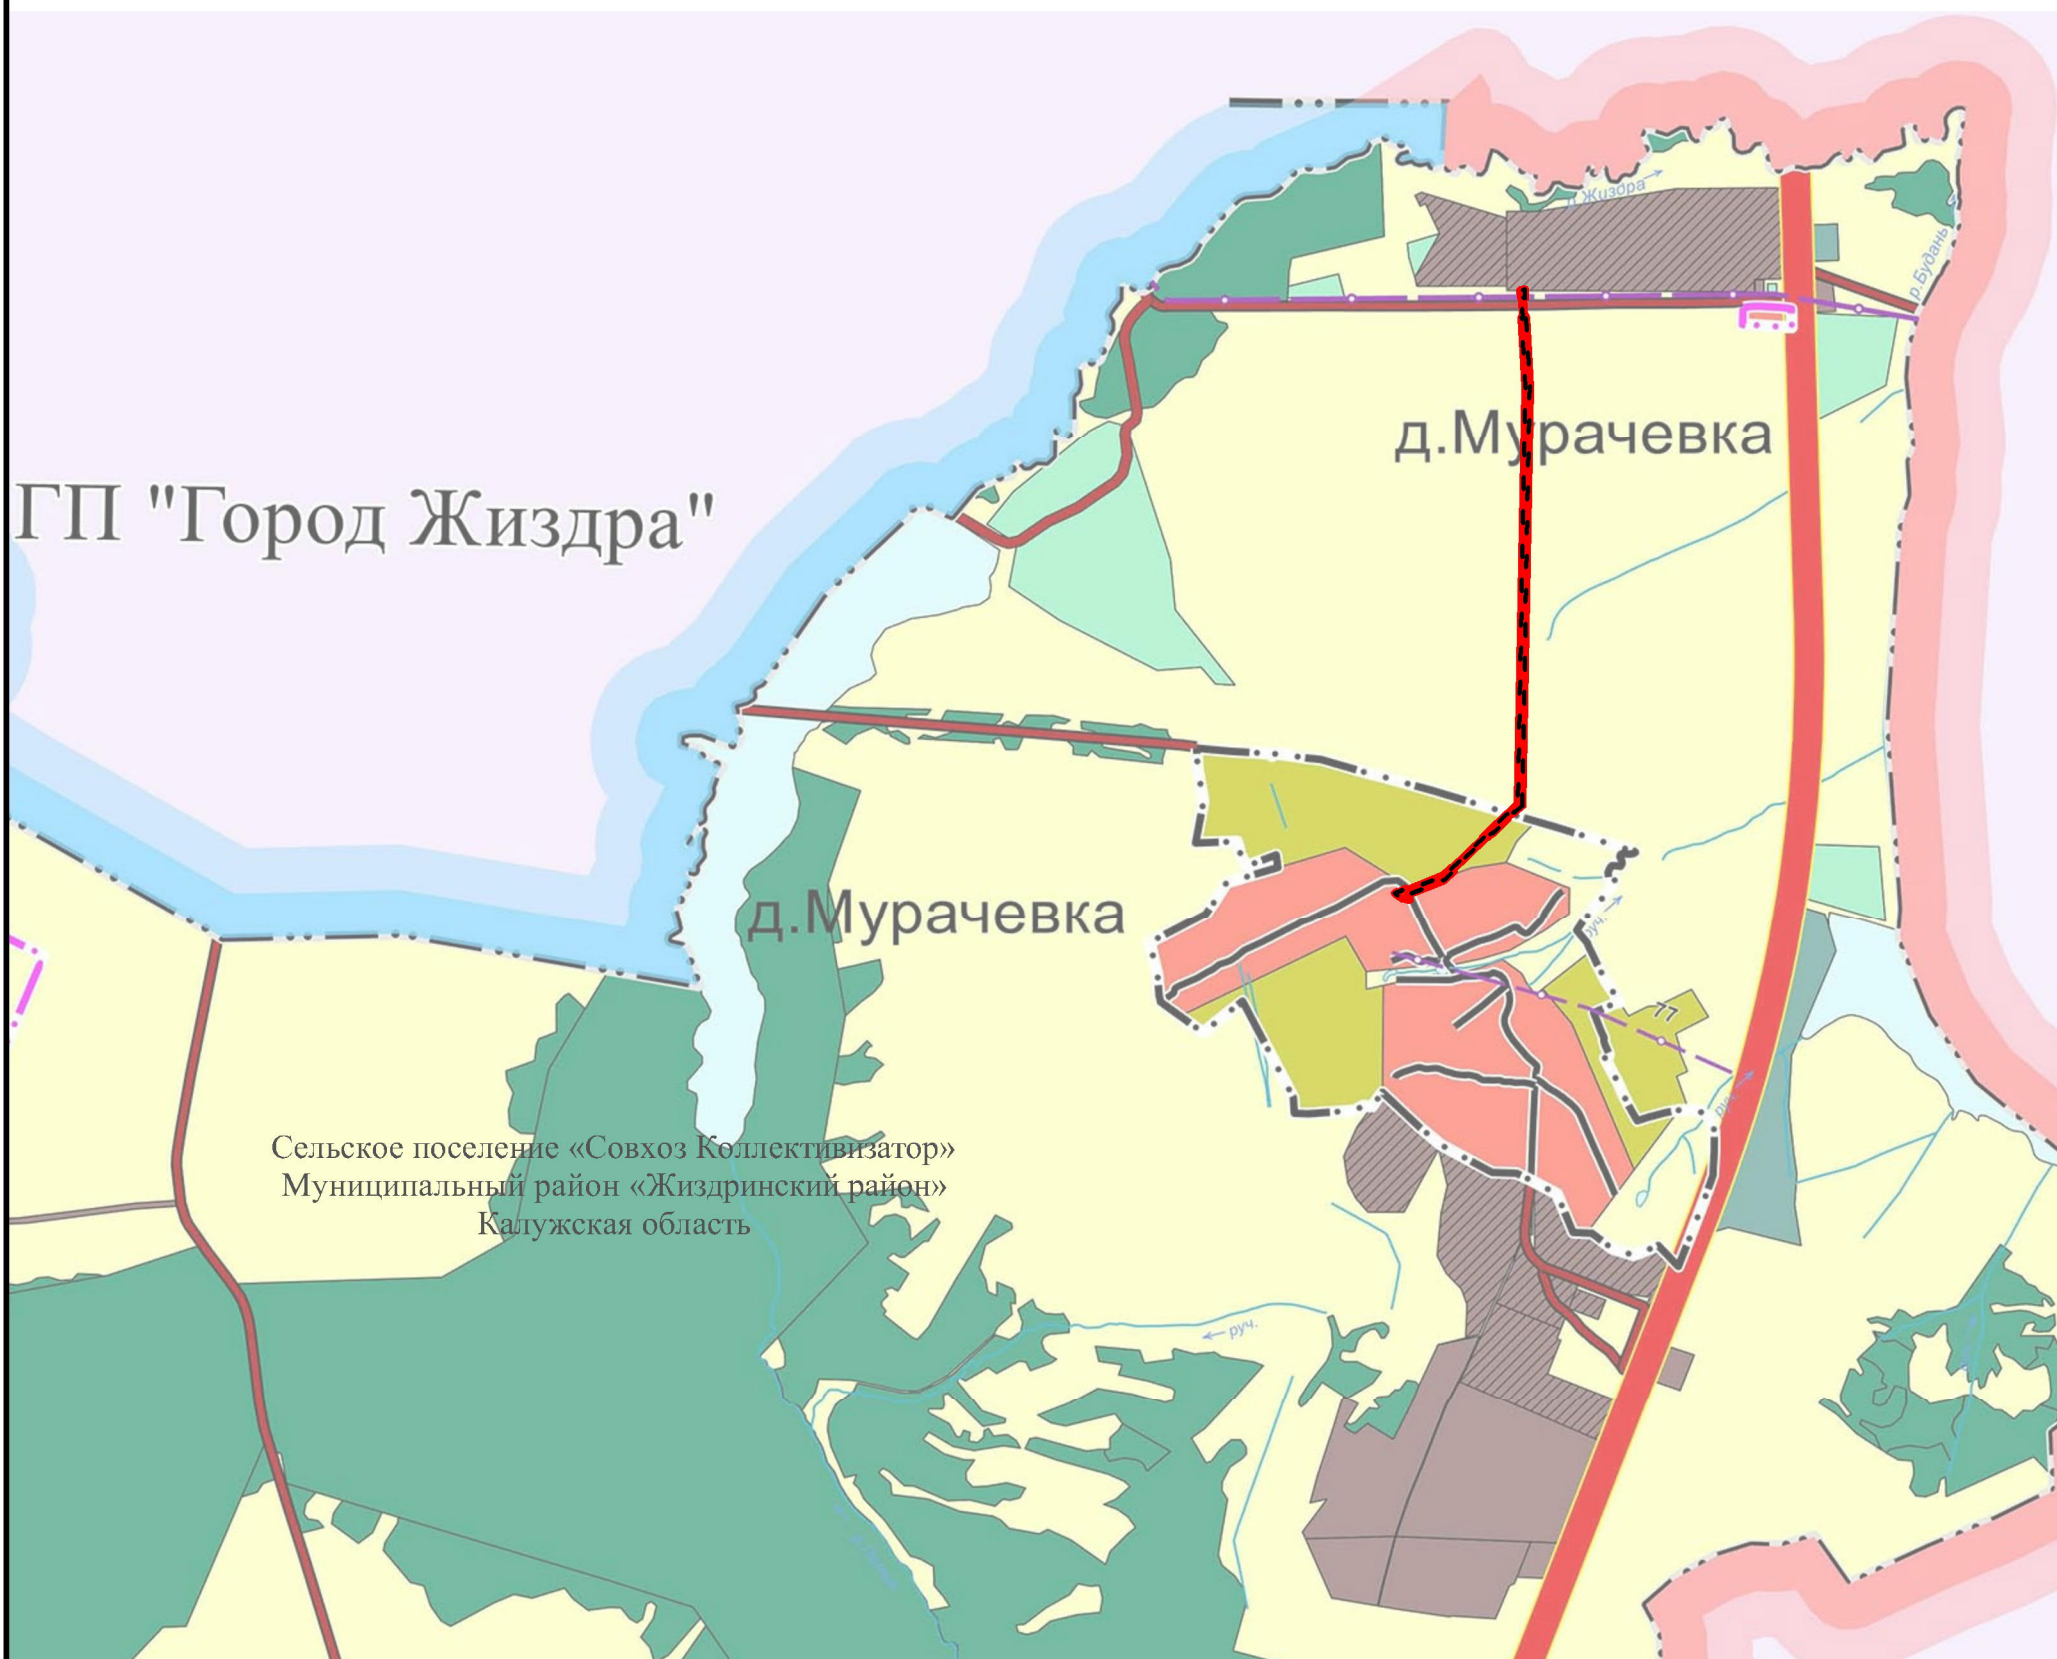 р.Жиздра
р.Будань
д.Мурачевка
ГП "Город Жиздра"
д.Мурачевка
руч.
77
руч.
Сельское поселение «Совхоз Коллективизатор»
Муниципальный район «Жиздринский район»
Калужская область
руч.